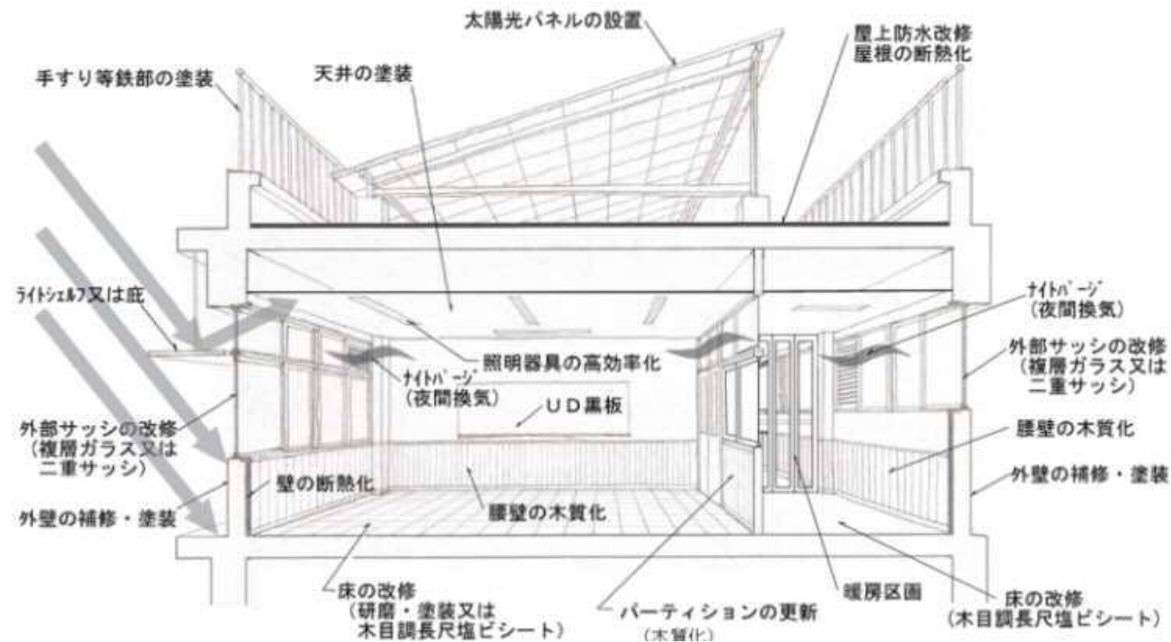 太陽光パネルの設置
屋上防水改修
屋根の断熱化
手すり等鉄部の塗装
天井の塗装
ﾗｲﾄｼｪﾙﾌ又は庇
ﾅｲﾄﾊﾟｰｼﾞ
(夜間換気)
照明器具の高効率化
ﾅｲﾄﾊﾟｰｼﾞ
(夜間換気)
外部サッシの改修
(複層ガラス又は
二重サッシ)
UD黒板
外部サッシの改修
(複層ガラス又は
二重サッシ)
腰壁の木質化
壁の断熱化
外壁の補修・塗装
腰壁の木質化
外壁の補修・塗装
床の改修
(研磨・塗装又は
木目調長尺塩ビシート)
パーティションの更新
(木質化)
暖房区画
床の改修
(木目調長尺塩ビシート)